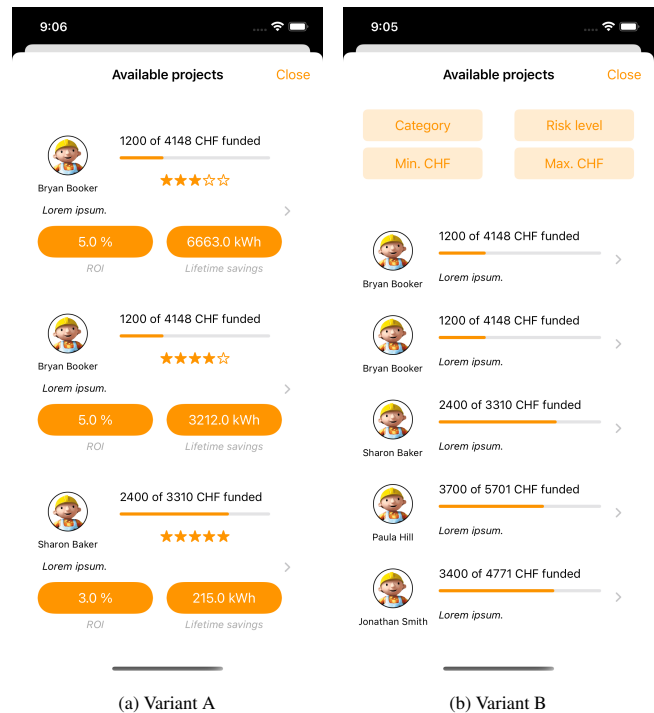 9:06
Available projects
Close
1200 of 4148 CHF funded
Bryan Booker
Lorem ipsum.
5.0 %
6663.0 kWh
ROI
Lifetime savings
1200 of 4148 CHF funded
Bryan Booker
Lorem ipsum.
5.0 %
3212.0 kWh
ROI
Lifetime savings
2400 of 3310 CHF funded
Sharon Baker
Lorem ipsum.
3.0 %
215.0 kWh
ROI
Lifetime savings
(a) Variant A
9:05
Available projects
Close
Category
Risk level
Min. CHF
Max. CHF
1200 of 4148 CHF funded
Bryan Booker
Lorem ipsum.
1200 of 4148 CHF funded
Bryan Booker
Lorem ipsum.
2400 of 3310 CHF funded
Sharon Baker
Lorem ipsum.
3700 of 5701 CHF funded
Paula Hill
Lorem ipsum.
3400 of 4771 CHF funded
Jonathan Smith
Lorem ipsum.
(b) Variant B